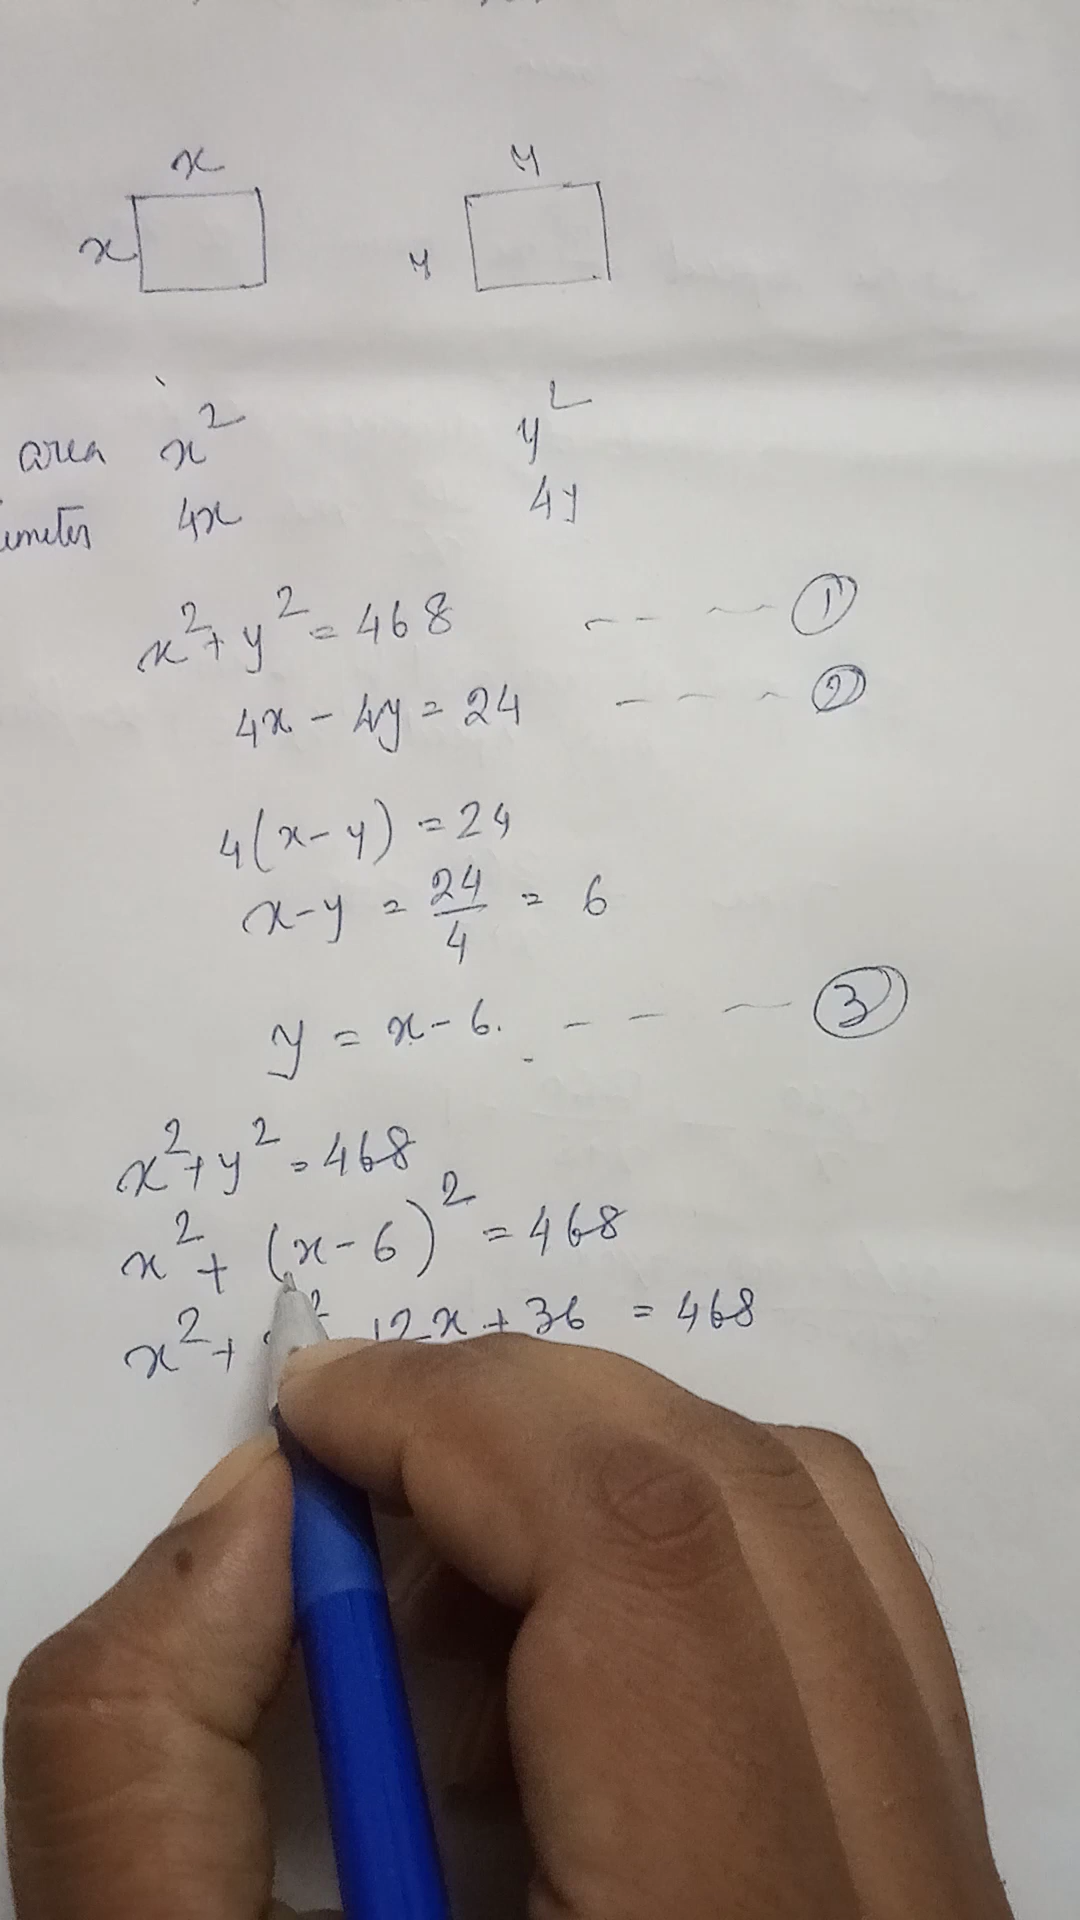 x y
x y
area x² y²
4x 4y
x² + y² = 468 --- ①
4x - 4y = 24 --- ②
4(x-y) = 24
x-y = 24/4 = 6
y = x-6. --- ③
x² + y² = 468
x² + (x-6)² = 468
x² + 12x + 36 = 468